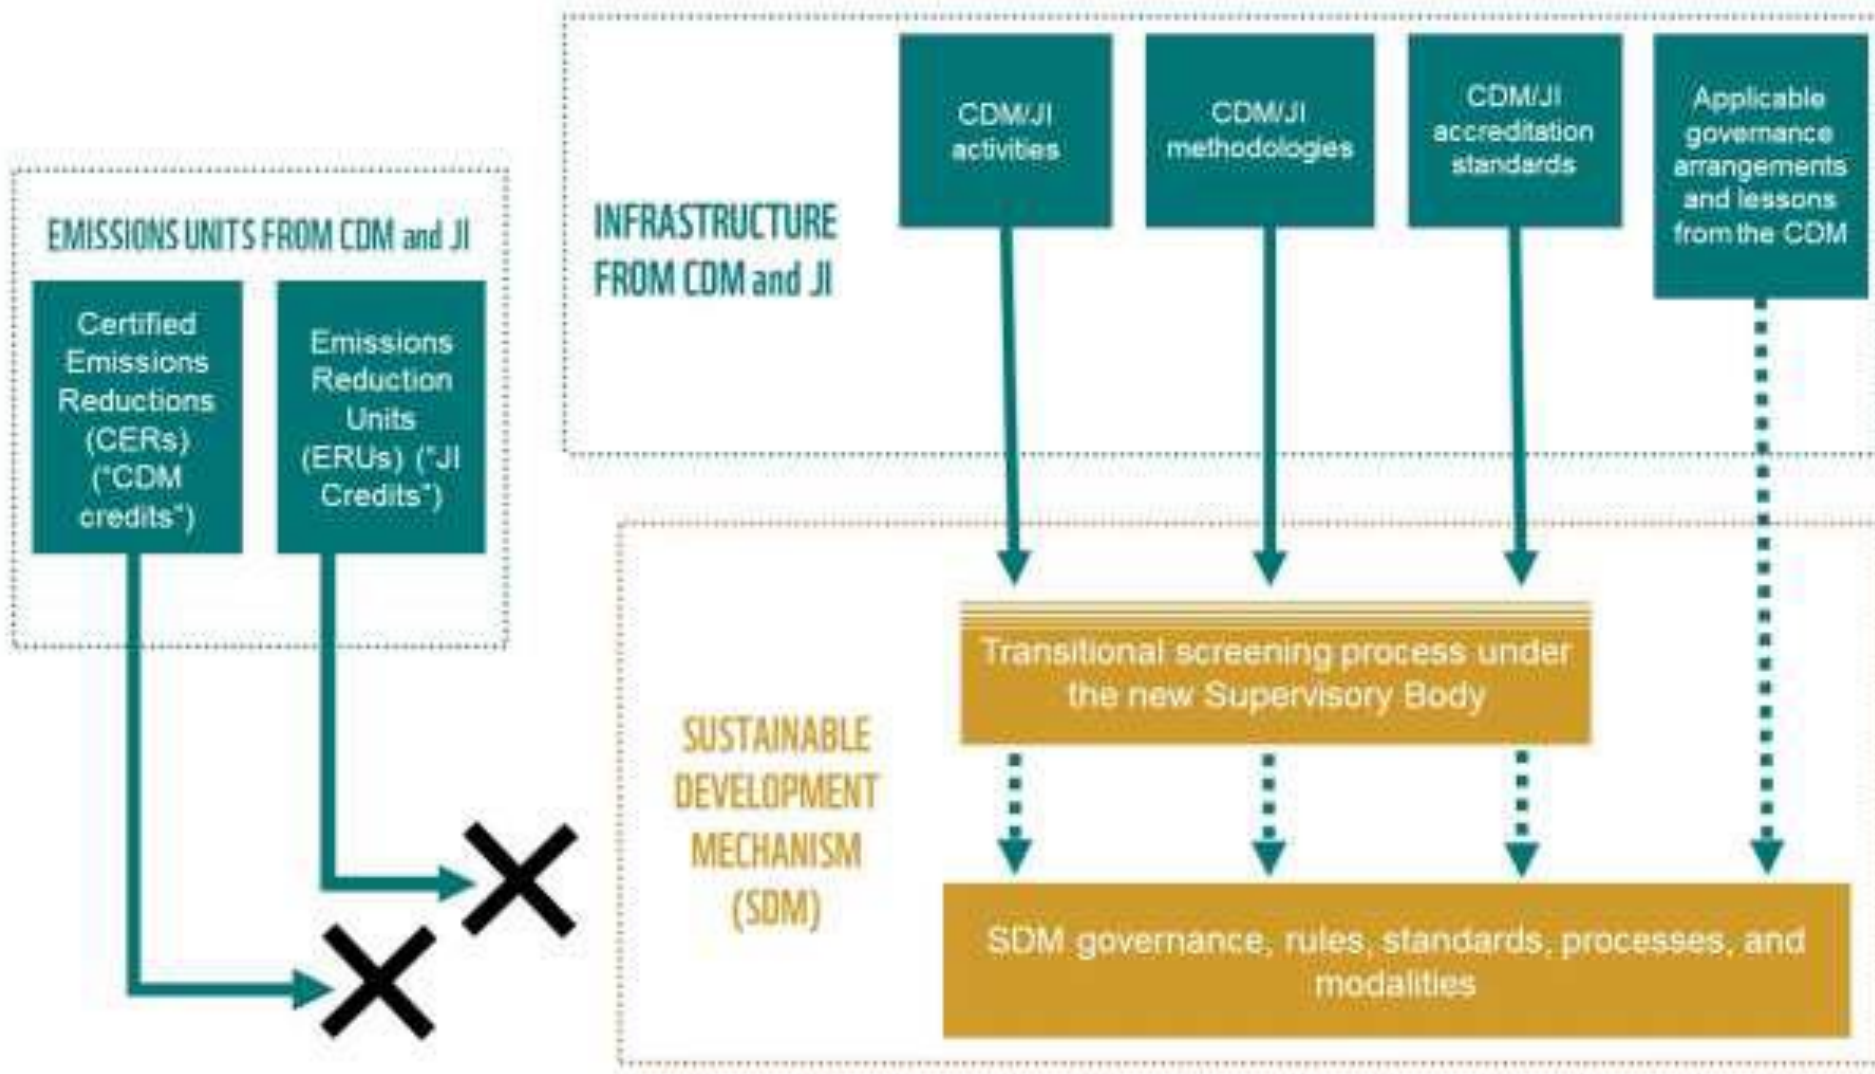 EMISSIONS UNITS FROM CDM and JI
Certified
Emissions
Reductions
(CERs)
("CDM
credits")
Emissions
Reduction
Units
(ERUs) ("JI
Credits")
INFRASTRUCTURE
FROM CDM and JI
CDM/JI
activities
CDM/JI
methodologies
CDM/JI
accreditation
standards
Applicable
governance
arrangements
and lessons
from the CDM
SUSTAINABLE
DEVELOPMENT
MECHANISM
(SDM)
Transitional screening process under
the new Supervisory Body
SDM governance, rules, standards, processes, and
modalities